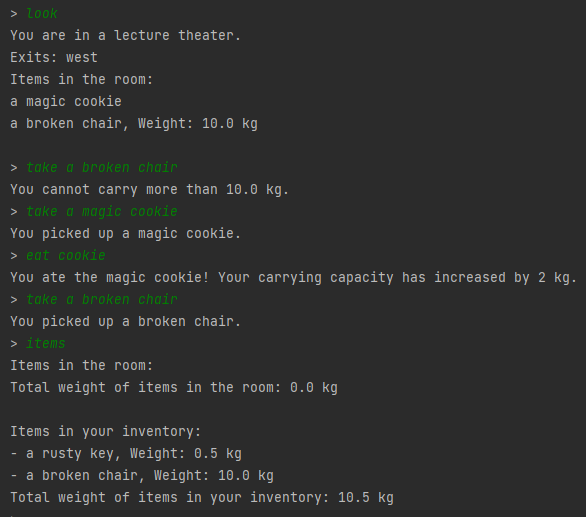 > look
You are in a lecture theater.
Exits: west
Items in the room:
a magic cookie
a broken chair, Weight: 10.0 kg
> take a broken chair
You cannot carry more than 10.0 kg.
> take a magic cookie
You picked up a magic cookie.
> eat cookie
You ate the magic cookie! Your carrying capacity has increased by 2 kg.
> take a broken chair
You picked up a broken chair.
> items
Items in the room:
Total weight of items in the room: 0.0 kg
Items in your inventory:
- a rusty key, Weight: 0.5 kg
- a broken chair, Weight: 10.0 kg
Total weight of items in your inventory: 10.5 kg